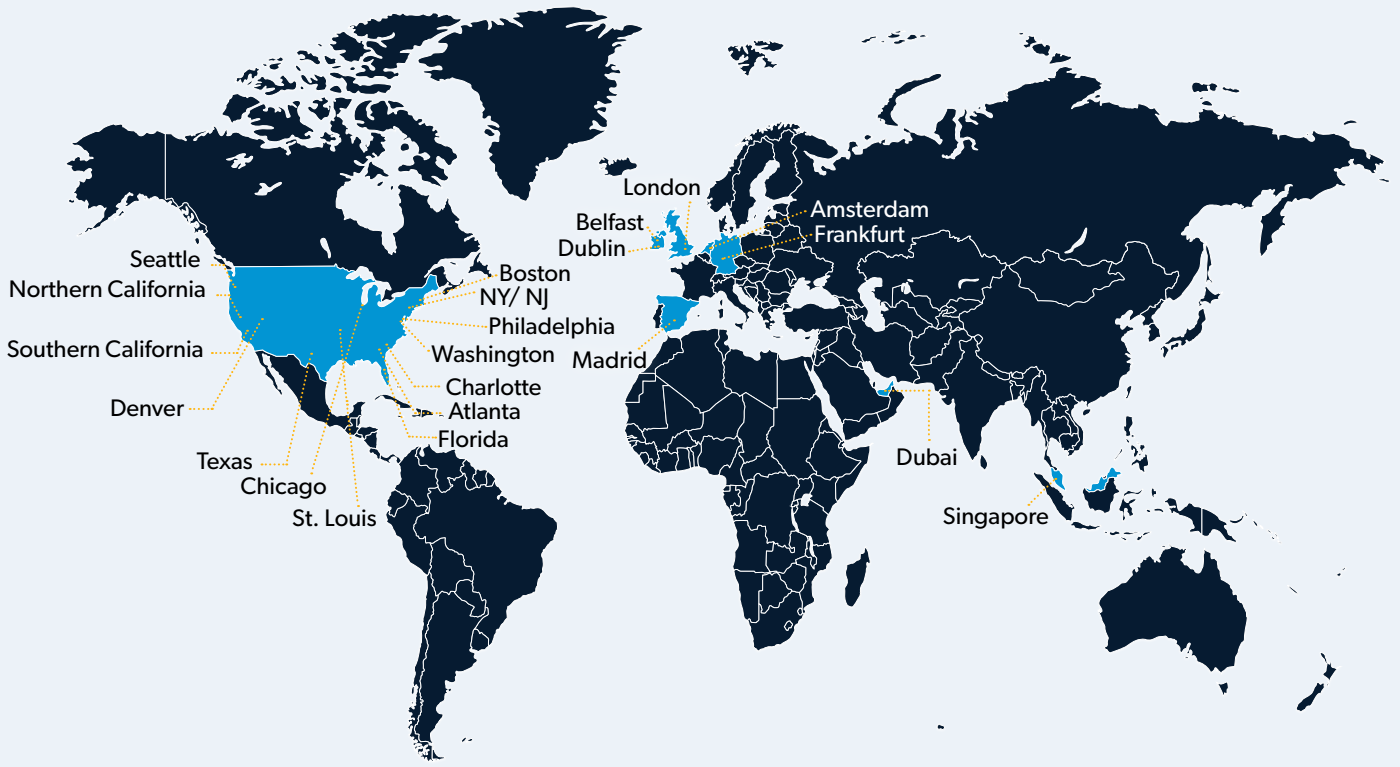 London
Belfast
Amsterdam
Dublin
Frankfurt
Seattle
Boston
Northern California
NY/ NJ
Philadelphia
Southern California
Washington
Madrid
Charlotte
Denver
Atlanta
Florida
Texas
Dubai
Chicago
St. Louis
Singapore